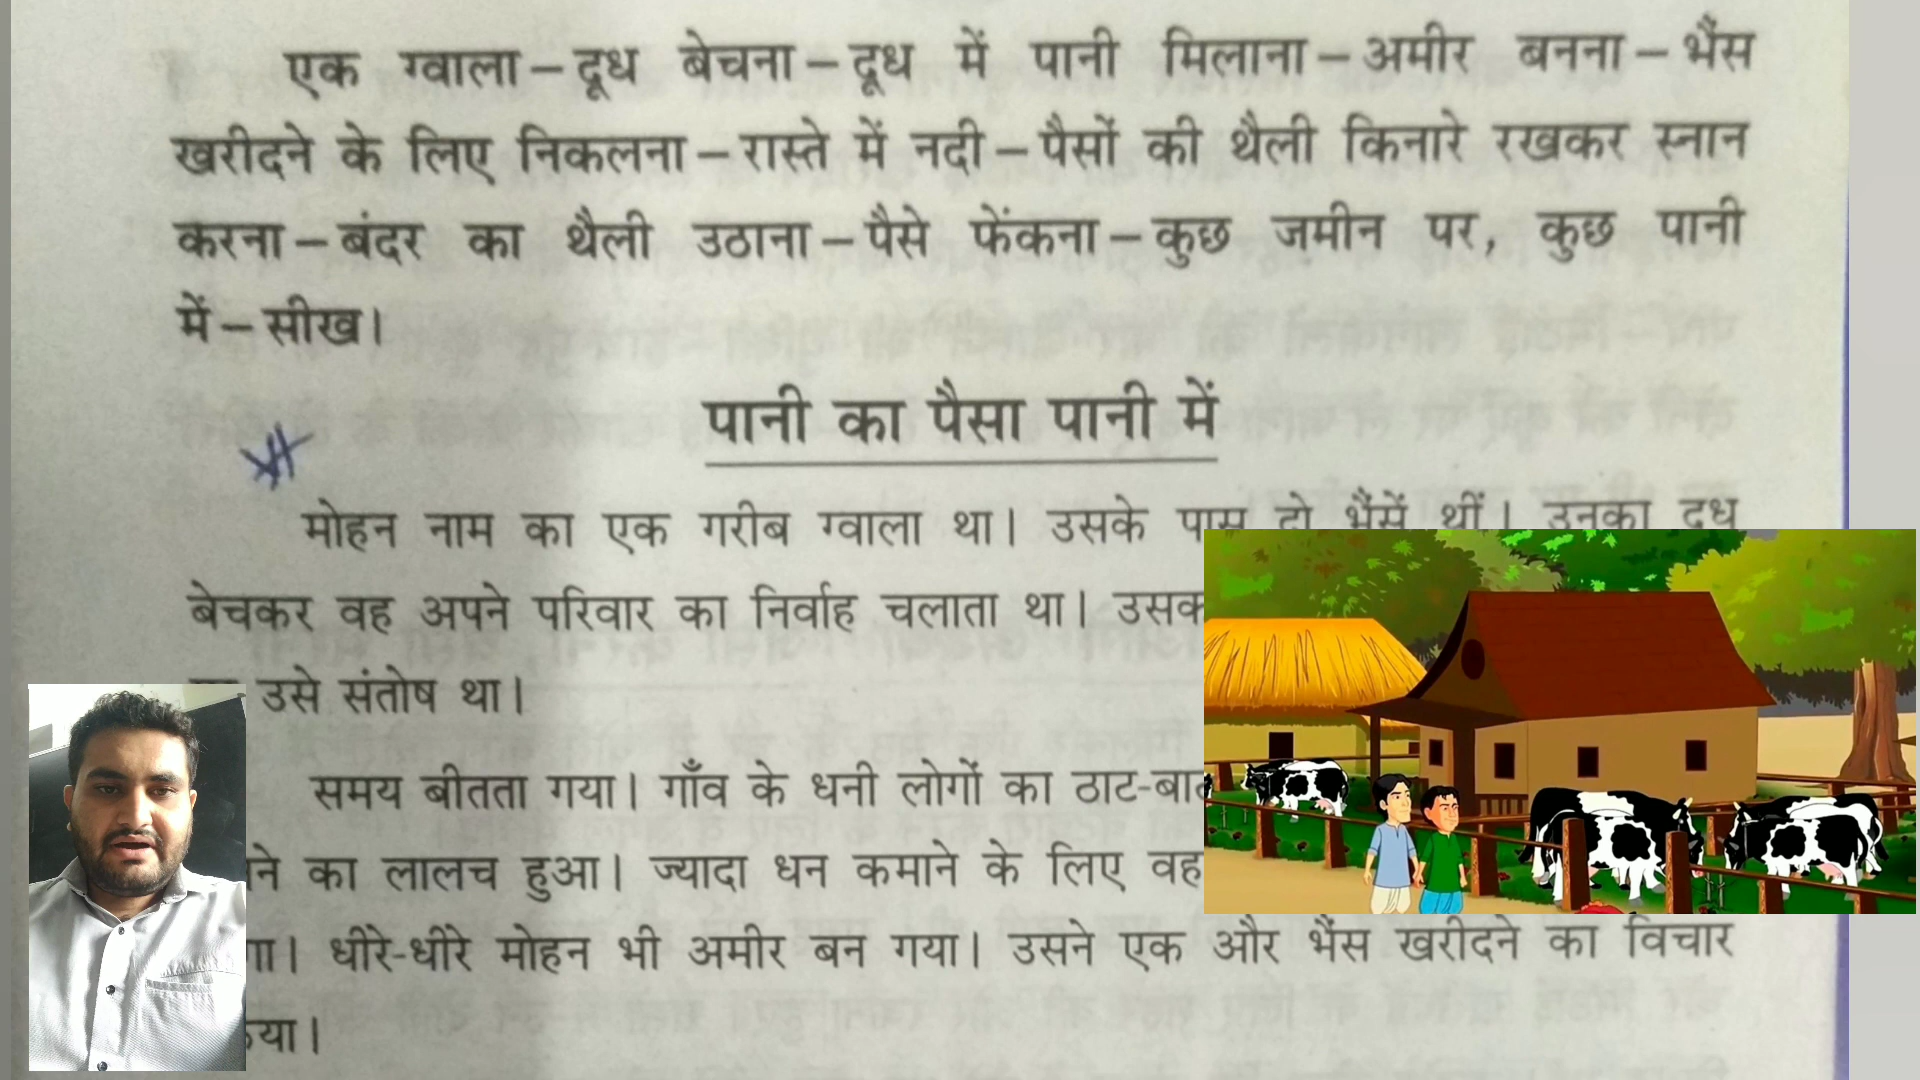 एक ग्वाला – दूध बेचना – दूध में पानी मिलाना – अमीर बनना – भैंस
खरीदने के लिए निकलना – रास्ते में नदी – पैसों की थैली किनारे रखकर स्नान
करना – बंदर का थैली उठाना – पैसे फेंकना – कुछ जमीन पर, कुछ पानी
में – सीख।
पानी का पैसा पानी में
मोहन नाम का एक गरीब ग्वाला था। उसके पास दो भैंसें थीं। उनका दूध
बेचकर वह अपने परिवार का निर्वाह चलाता था।
उसे संतोष था।
समय बीतता गया। गाँव के धनी लोगों का
का लालच हुआ। ज्यादा धन कमाने के लिए वह
धीरे-धीरे मोहन भी अमीर बन गया। उसने एक और भैंस खरीदने का विचार